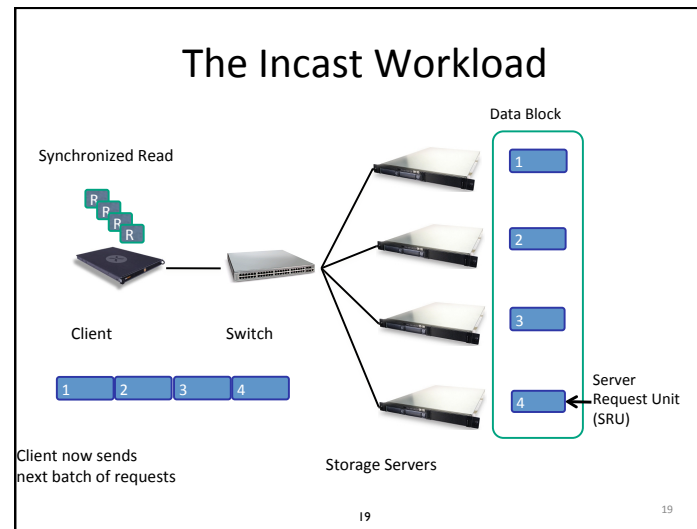 The Incast Workload
Data Block
Synchronized Read
R
R
R
R
1
2
3
4
Client
Switch
1 2 3 4
Server
Request Unit
(SRU)
Client now sends
next batch of requests
Storage Servers
19
19